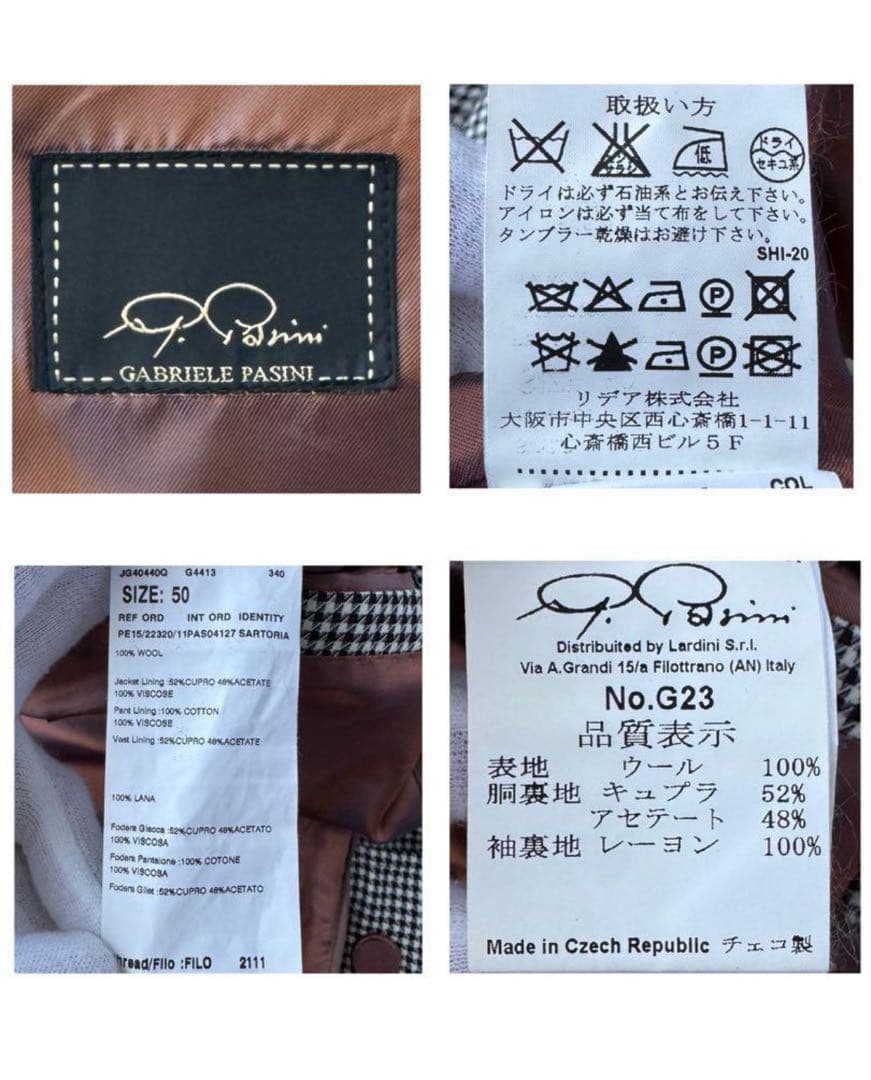 G. Pasini
GABRIELE PASINI
取扱い方
エンソ
サラシ
低
ドライ
セキユ系
ドライは必ず石油系とお伝え下さい。
アイロンは必ず当て布をして下さい。
タンブラー乾燥はお避け下さい。
SHI-20
P
P
リデア株式会社
大阪市中央区西心斎橋1-1-11
心斎橋西ビル5F
COL
JG40440Q G4413 340
SIZE: 50
REF ORD INT ORD IDENTITY
PE15/22320/11PAS04127 SARTORIA
100% WOOL
Jacket Lining :52%CUPRO 48%ACETATE
100% VISCOSE
Pant Lining :100% COTTON
100% VISCOSE
Vest Lining :52%CUPRO 48%ACETATE
100% LANA
Fodera Giacca :52%CUPRO 48%ACETATO
100% VISCOSA
Fodera Pantalone :100% COTONE
100% VISCOSA
Fodera Gilet :52%CUPRO 48%ACETATO
hread/Filo :FILO 2111
G. Pasini
Distribuited by Lardini S.r.l.
Via A.Grandi 15/a Filottrano (AN) Italy
No.G23
品質表示
表地 ウール 100%
胴裏地 キュプラ 52%
アセテート 48%
袖裏地 レーヨン 100%
Made in Czech Republic チェコ製